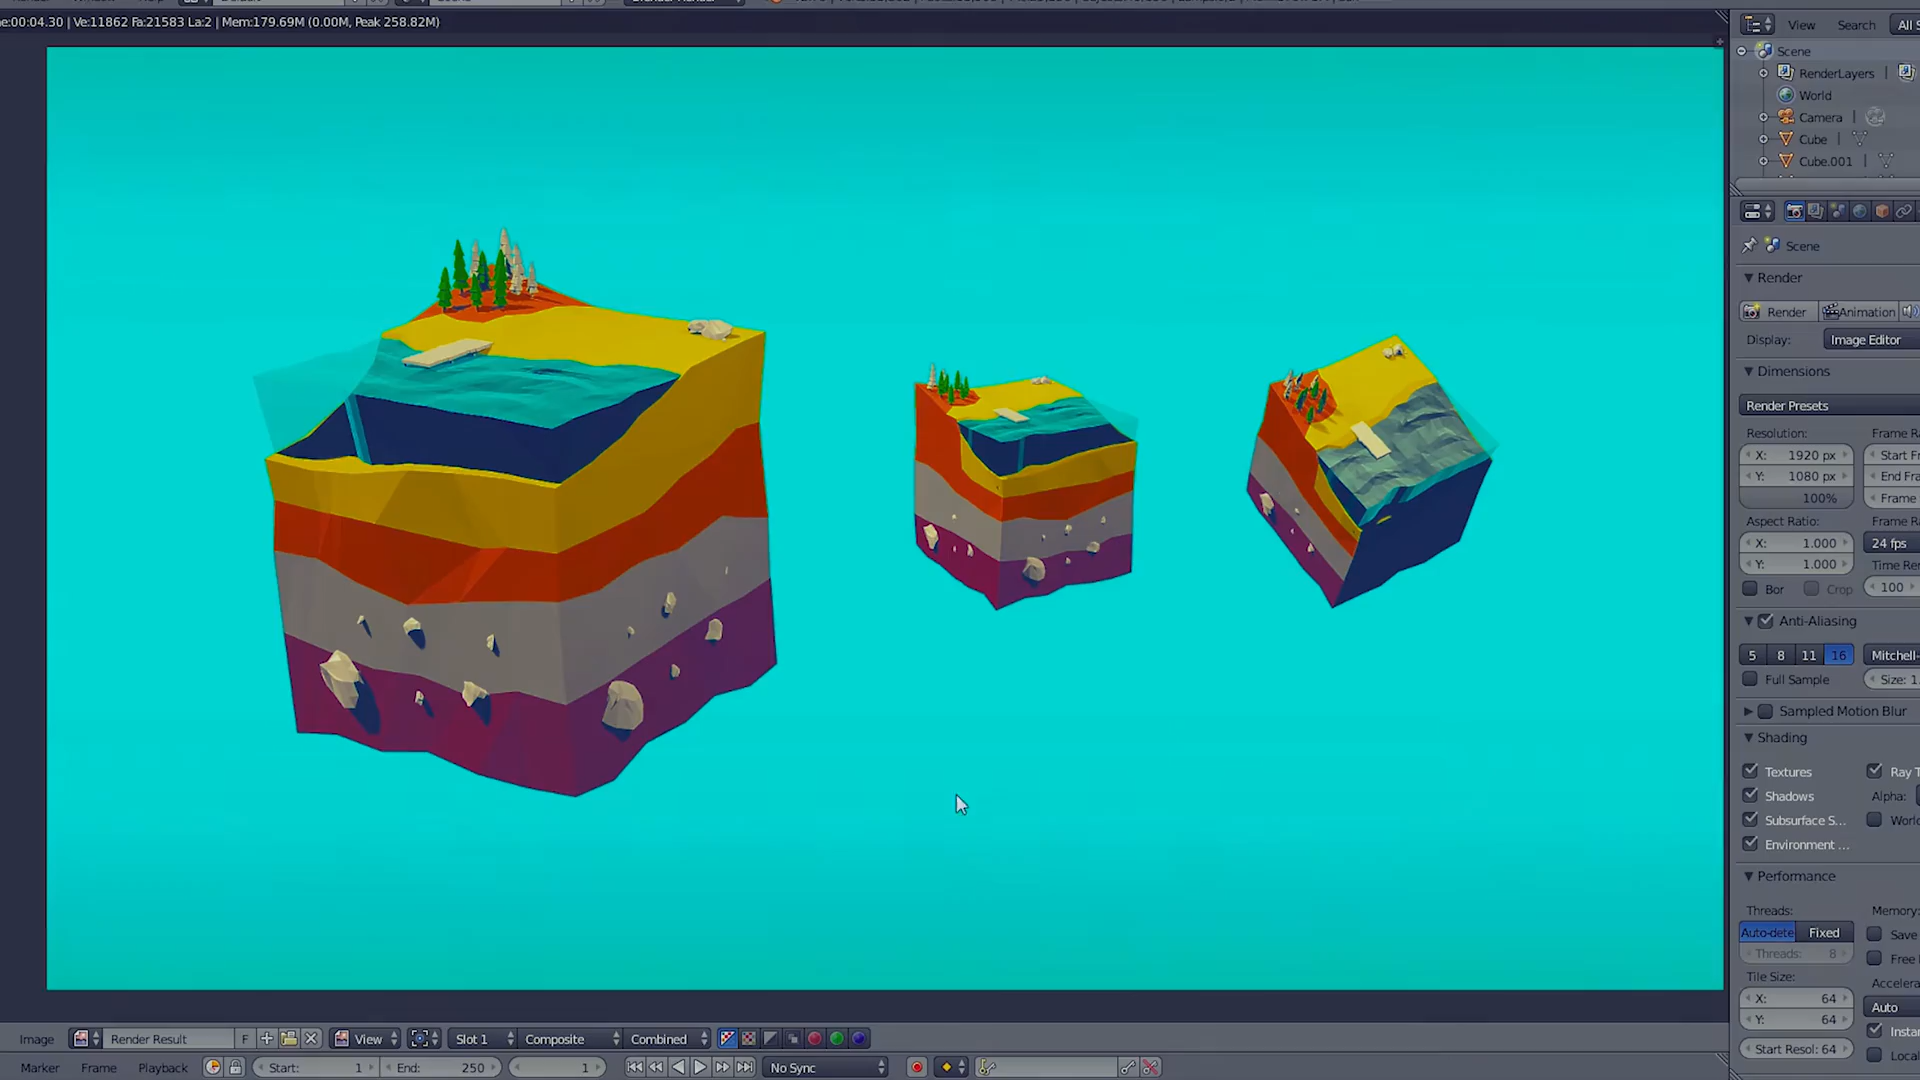 e:00:04.30 | Ve:11862 Fa:21583 La:2 | Mem:179.69M (0.00M, Peak 258.82M)
View Search All S
Scene
RenderLayers
World
Camera
Cube
Cube.001
Scene
Render
Render Animation
Display: Image Editor
Dimensions
Render Presets
Resolution: Frame Ra
X: 1920 px Start Fr
Y: 1080 px End Fra
100% Frame
Aspect Ratio: Frame Ra
X: 1.000 24 fps
Y: 1.000 Time Rem
Bor Crop 100
Anti-Aliasing
5 8 11 16 Mitchell-
Full Sample Size: 1.
Sampled Motion Blur
Shading
Textures Ray T
Shadows Alpha:
Subsurface S... World
Environment ...
Performance
Threads: Memory:
Auto-dete Fixed Save
Threads: 8 Free I
Tile Size: Accelera
X: 64 Auto
Y: 64 Instan
Start Resol: 64 Local
Image Render Result F View Slot 1 Composite Combined
Marker Frame Playback Start: 1 End: 250 1 No Sync